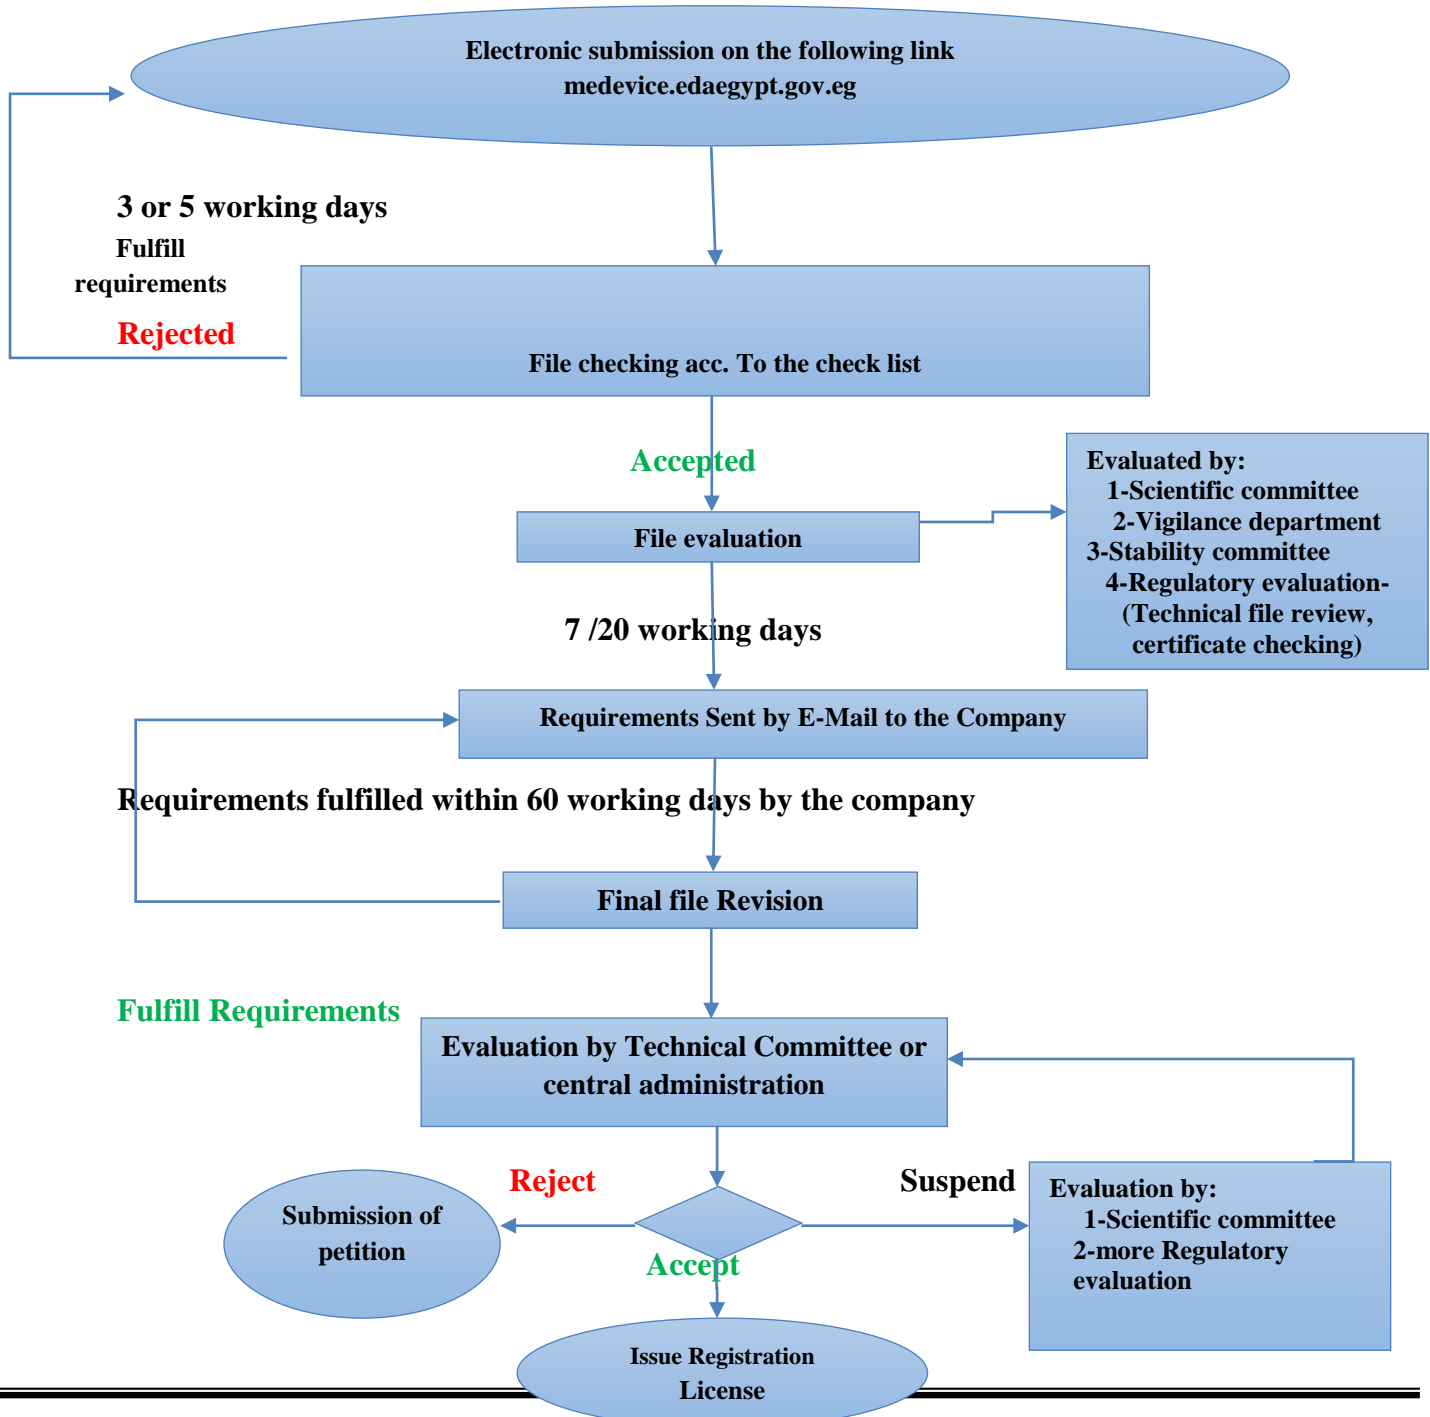 Electronic submission on the following link
medevice.edaegypt.gov.eg
3 or 5 working days
Fulfill
requirements
Rejected
File checking acc. To the check list
Accepted
File evaluation
Evaluated by:
1-Scientific committee
2-Vigilance department
3-Stability committee
4-Regulatory evaluation-
(Technical file review,
certificate checking)
7 /20 working days
Requirements Sent by E-Mail to the Company
Requirements fulfilled within 60 working days by the company
Final file Revision
Fulfill Requirements
Evaluation by Technical Committee or
central administration
Reject
Suspend
Submission of
petition
Accept
Evaluation by:
1-Scientific committee
2-more Regulatory
evaluation
Issue Registration
License